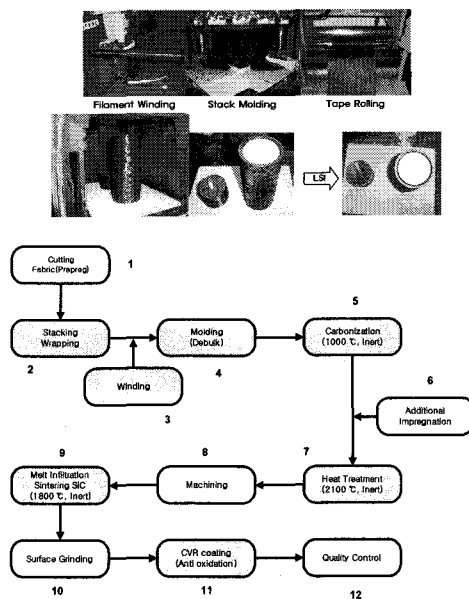 Filament Winding Stack Molding Tape Rolling
LSI
1
Cutting
Fabric(Prepreg)
2
Stacking
Wrapping
3
Winding
4
Molding
(Debulk)
5
Carbonization
(1000 ℃, Inert)
6
Additional
Impregnation
7
Heat Treatment
(2100 ℃, Inert)
8
Machining
9
Melt Infiltration
Sintering SiC
(1800 ℃, Inert)
10
Surface Grinding
11
CVR coating
(Anti oxidation)
12
Quality Control